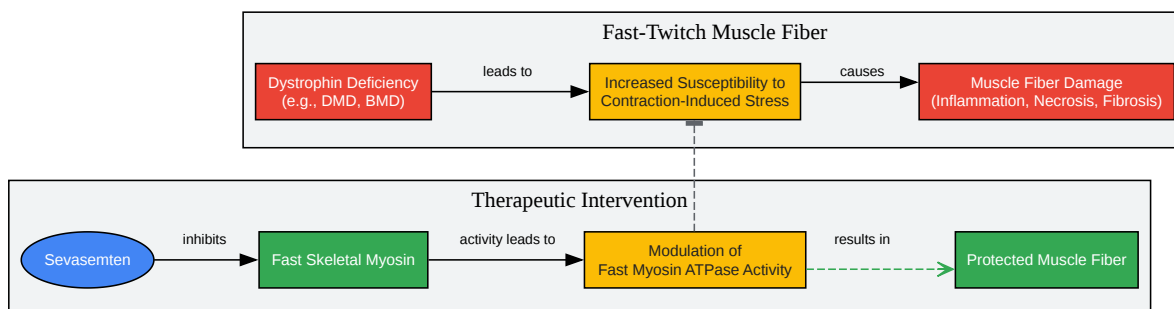 Fast-Twitch Muscle Fiber
Dystrophin Deficiency
(e.g., DMD, BMD)
leads to
Increased Susceptibility to
Contraction-Induced Stress
causes
Muscle Fiber Damage
(Inflammation, Necrosis, Fibrosis)
Therapeutic Intervention
Sevasemten
inhibits
Fast Skeletal Myosin
activity leads to
Modulation of
Fast Myosin ATPase Activity
results in
Protected Muscle Fiber